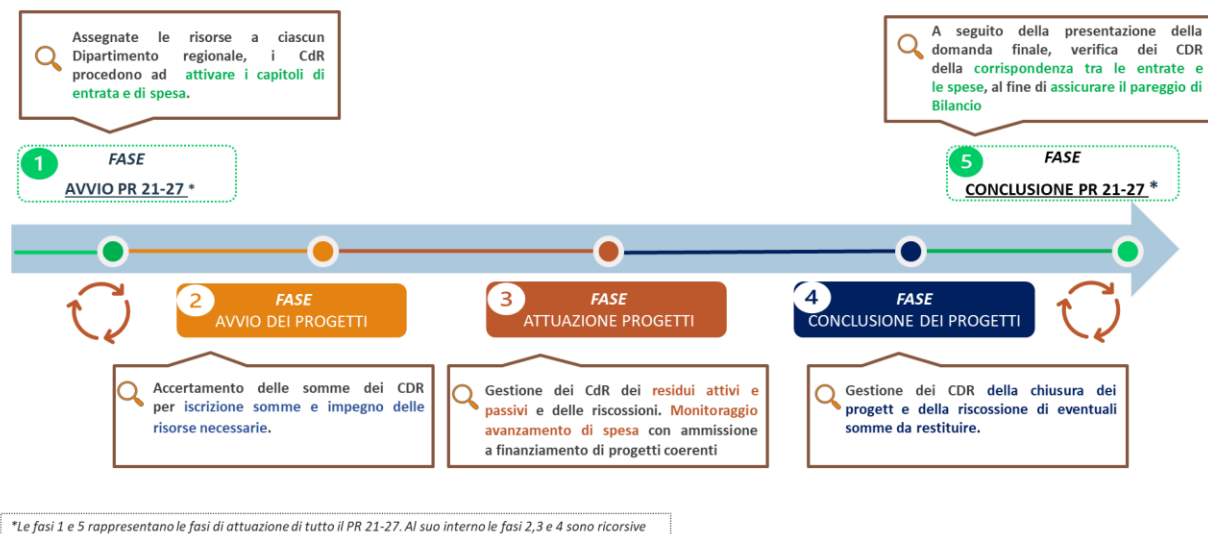 Assegnate le risorse a ciascun
Dipartimento regionale, i CdR
procedono ad attivare i capitoli di
entrata e di spesa.
A seguito della presentazione della
domanda finale, verifica dei CDR
della corrispondenza tra le entrate e
le spese, al fine di assicurare il pareggio di
Bilancio
1
FASE
AVVIO PR 21-27 *
5
FASE
CONCLUSIONE PR 21-27 *
2
FASE
AVVIO DEI PROGETTI
3
FASE
ATTUAZIONE PROGETTI
4
FASE
CONCLUSIONE DEI PROGETTI
Accertamento delle somme dei CDR
per iscrizione somme e impegno delle
risorse necessarie.
Gestione dei CdR dei residui attivi e
passivi e delle riscossioni. Monitoraggio
avanzamento di spesa con ammissione
a finanziamento di progetti coerenti
Gestione dei CDR della chiusura dei
progett e della riscossione di eventuali
somme da restituire.
*Le fasi 1 e 5 rappresentano le fasi di attuazione di tutto il PR 21-27. Al suo interno le fasi 2,3 e 4 sono ricorsive